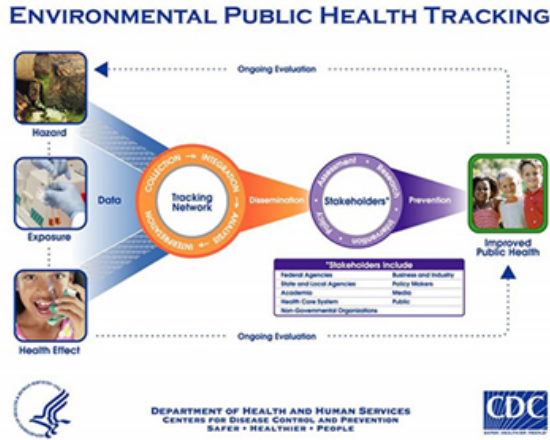 ENVIRONMENTAL PUBLIC HEALTH TRACKING
Ongoing Evaluation
Hazard
COLLECTION → INTEGRATION → ANALYSIS → INTERPRETATION
Assessment • Research • Intervention • Policy •
Data
Tracking
Network
Dissemination
Stakeholders*
Prevention
Exposure
Improved
Public Health
*Stakeholders Include
Federal Agencies
Business and Industry
State and Local Agencies
Policy Makers
Academia
Media
Health Care System
Public
Non-Governmental Organizations
Ongoing Evaluation
Health Effect
DEPARTMENT OF HEALTH AND HUMAN SERVICES
CENTERS FOR DISEASE CONTROL AND PREVENTION
SAFER • HEALTHIER • PEOPLE
CDC